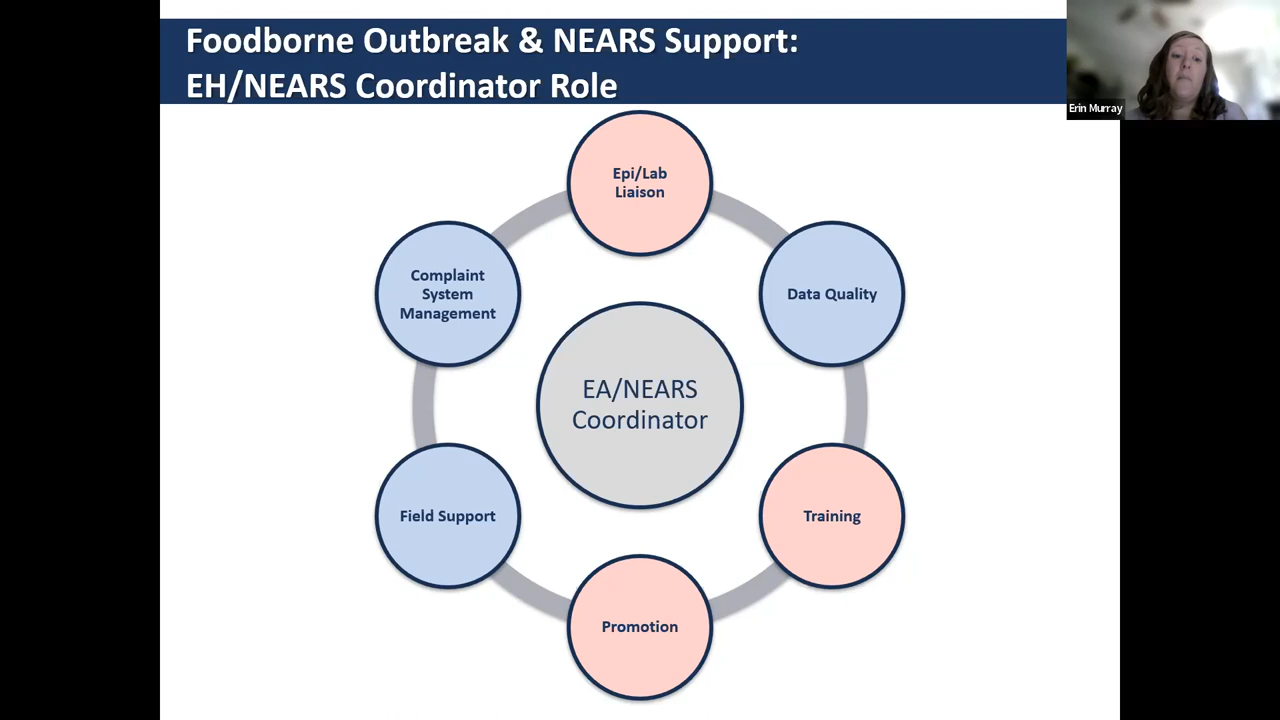 Foodborne Outbreak & NEARS Support:
EH/NEARS Coordinator Role
Erin Murray
Epi/Lab
Liaison
Complaint
System
Management
Data Quality
EA/NEARS
Coordinator
Field Support
Training
Promotion